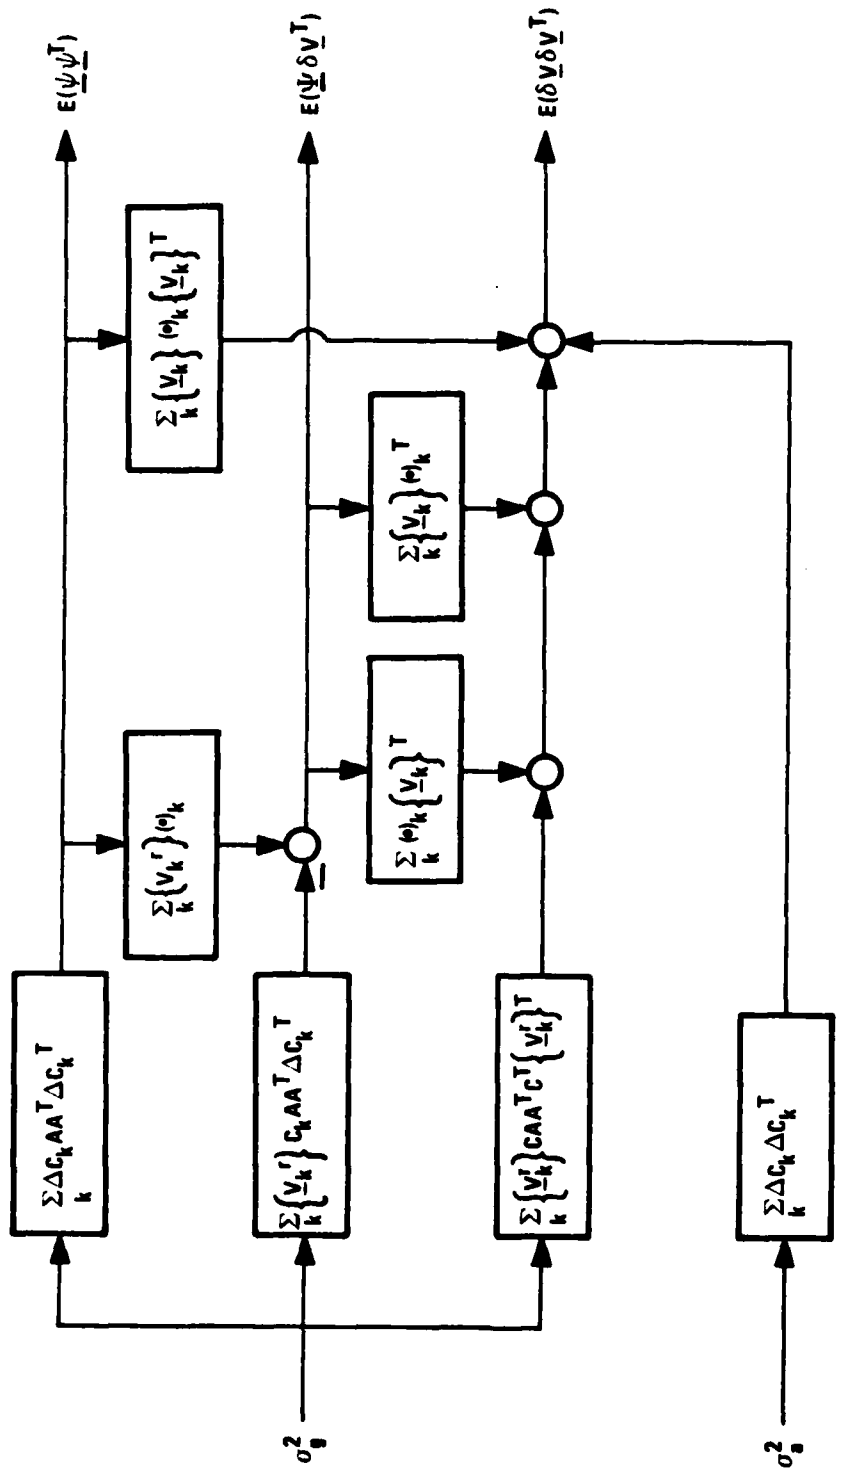 σ_g^2
σ_a^2
Σ_k ΔC_k AA^T ΔC_k^T
Σ_k {V_k^r} C_k AA^T ΔC_k^T
Σ_k {V_k^r} CAA^T C^T {V_k^r}^T
Σ_k ΔC_k ΔC_k^T
Σ_k {V_k^r} (•)_k
Σ_k (•)_k {V_k}^T
Σ_k {V_k} (•)_k^T
Σ_k {V_k} (•)_k {V_k}^T
–
E(ψψ^T)
E(ΨδV^T)
E(δVδV^T)